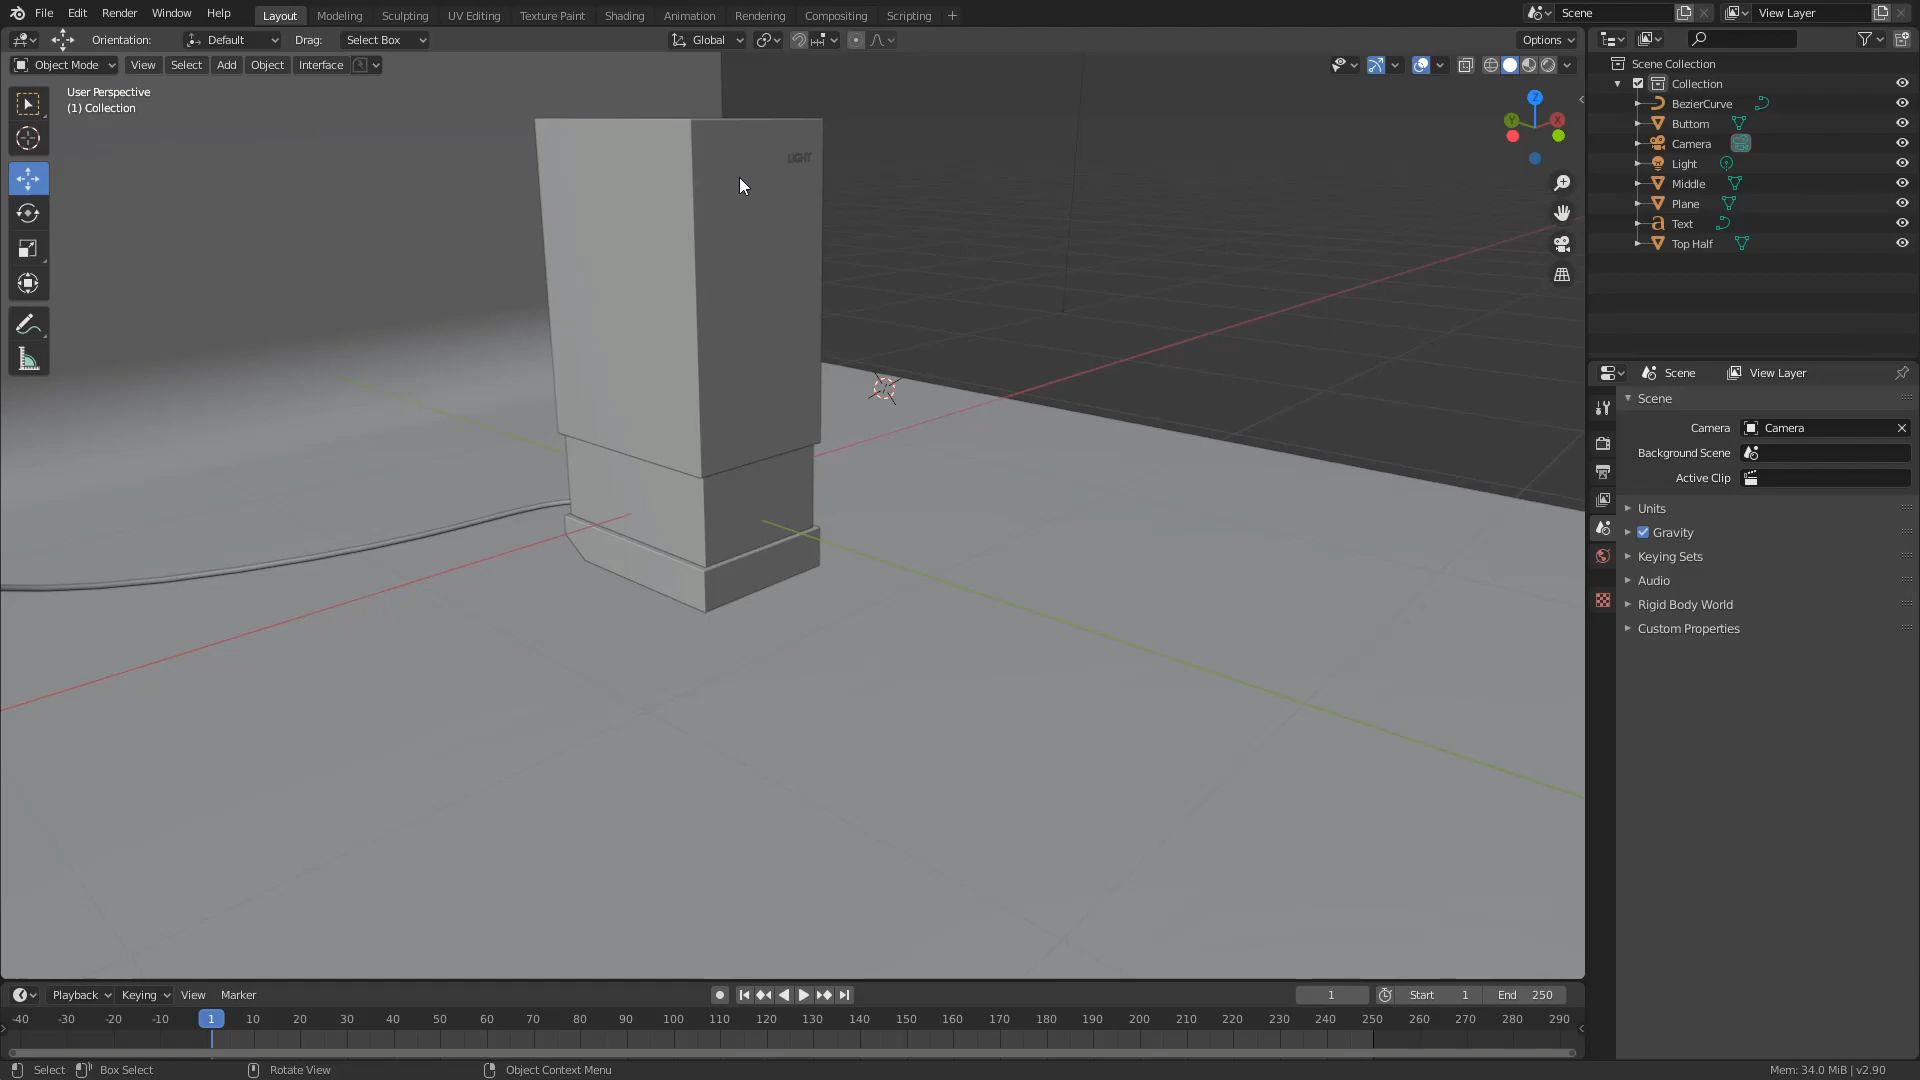 File Edit Render Window Help Layout Modeling Sculpting UV Editing Texture Paint Shading Animation Rendering Compositing Scripting + Scene View Layer
Orientation: Default Drag: Select Box Global Options
Object Mode View Select Add Object Interface
User Perspective
(1) Collection
LIGHT
Z
Y
X
Scene Collection
Collection
BezierCurve
Buttom
Camera
Light
Middle
Plane
Text
Top Half
Scene View Layer
Scene
Camera Camera
Background Scene
Active Clip
Units
Gravity
Keying Sets
Audio
Rigid Body World
Custom Properties
Playback Keying View Marker 1 Start 1 End 250
-40 -30 -20 -10 1 10 20 30 40 50 60 70 80 90 100 110 120 130 140 150 160 170 180 190 200 210 220 230 240 250 260 270 280 290
Select Box Select Rotate View Object Context Menu Mem: 34.0 MiB | v2.90